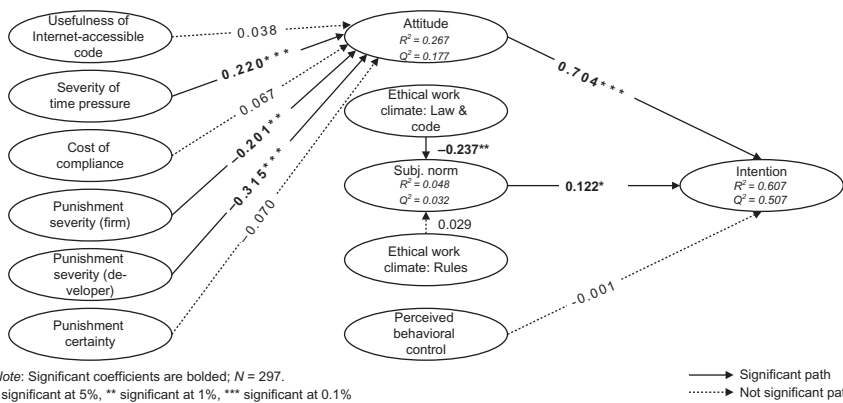 Usefulness of
Internet-accessible
code
Severity of
time pressure
Cost of
compliance
Punishment
severity (firm)
Punishment
severity (de-
veloper)
Punishment
certainty
0.038
0.220***
0.067
–0.201**
–0.315***
–0.070
Attitude
R² = 0.267
Q² = 0.177
Ethical work
climate: Law &
code
–0.237**
Subj. norm
R² = 0.048
Q² = 0.032
0.029
Ethical work
climate: Rules
Perceived
behavioral
control
0.704***
0.122*
-0.001
Intention
R² = 0.607
Q² = 0.507
ote: Significant coefficients are bolded; N = 297.
significant at 5%, ** significant at 1%, *** significant at 0.1%
Significant path
Not significant pat